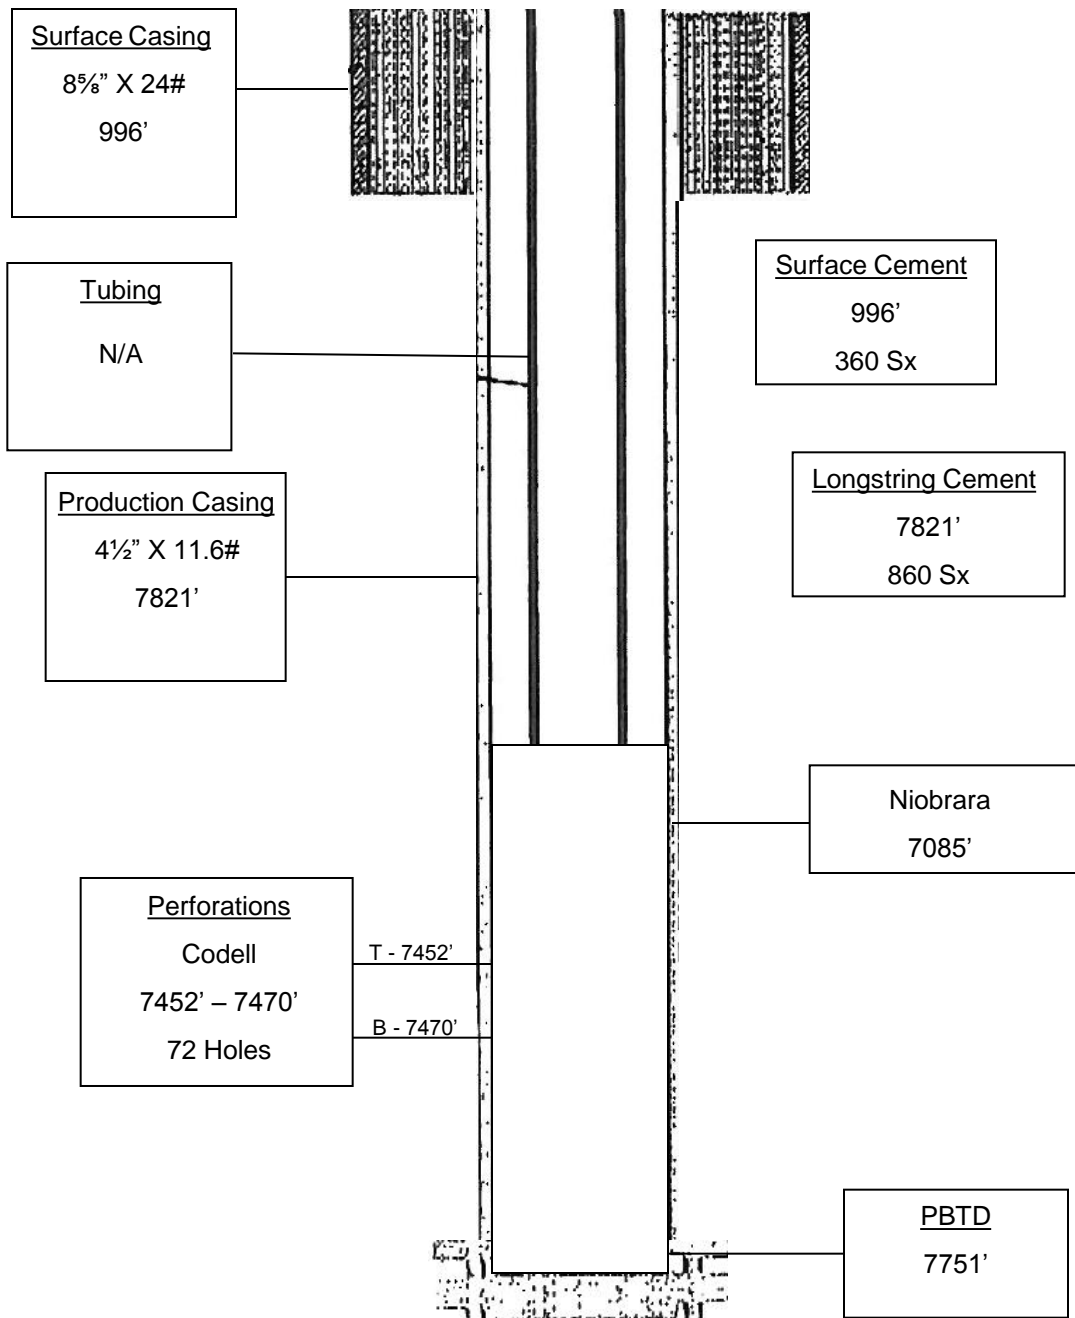 Surface Casing
8⅝” X 24#
996’
Tubing
N/A
Production Casing
4½” X 11.6#
7821’
Surface Cement
996’
360 Sx
Longstring Cement
7821’
860 Sx
Niobrara
7085’
Perforations
Codell
7452’ – 7470’
72 Holes
T - 7452’
B - 7470’
PBTD
7751’